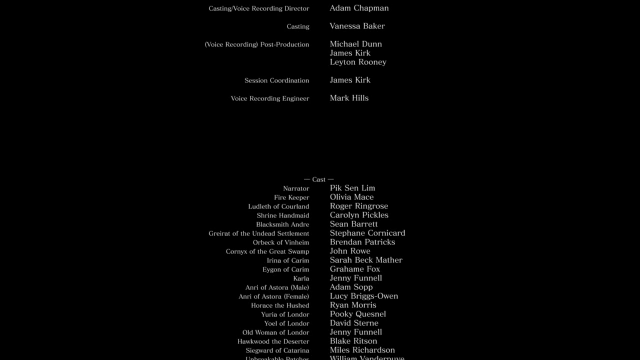 Casting/Voice Recording Director Adam Chapman
Casting Vanessa Baker
(Voice Recording) Post-Production Michael Dunn
James Kirk
Leyton Rooney
Session Coordination James Kirk
Voice Recording Engineer Mark Hills
— Cast —
Narrator Pik Sen Lim
Fire Keeper Olivia Mace
Ludleth of Courland Roger Ringrose
Shrine Handmaid Carolyn Pickles
Blacksmith Andre Sean Barrett
Greirat of the Undead Settlement Stephane Cornicard
Orbeck of Vinheim Brendan Patricks
Cornyx of the Great Swamp John Rowe
Irina of Carim Sarah Beck Mather
Eygon of Carim Grahame Fox
Karla Jenny Funnell
Anri of Astora (Male) Adam Sopp
Anri of Astora (Female) Lucy Briggs-Owen
Horace the Hushed Ryan Morris
Yuria of Londor Pooky Quesnel
Yoel of Londor David Sterne
Old Woman of Londor Jenny Funnell
Hawkwood the Deserter Blake Ritson
Siegward of Catarina Miles Richardson
Unbreakable Patches William Vanderpuye